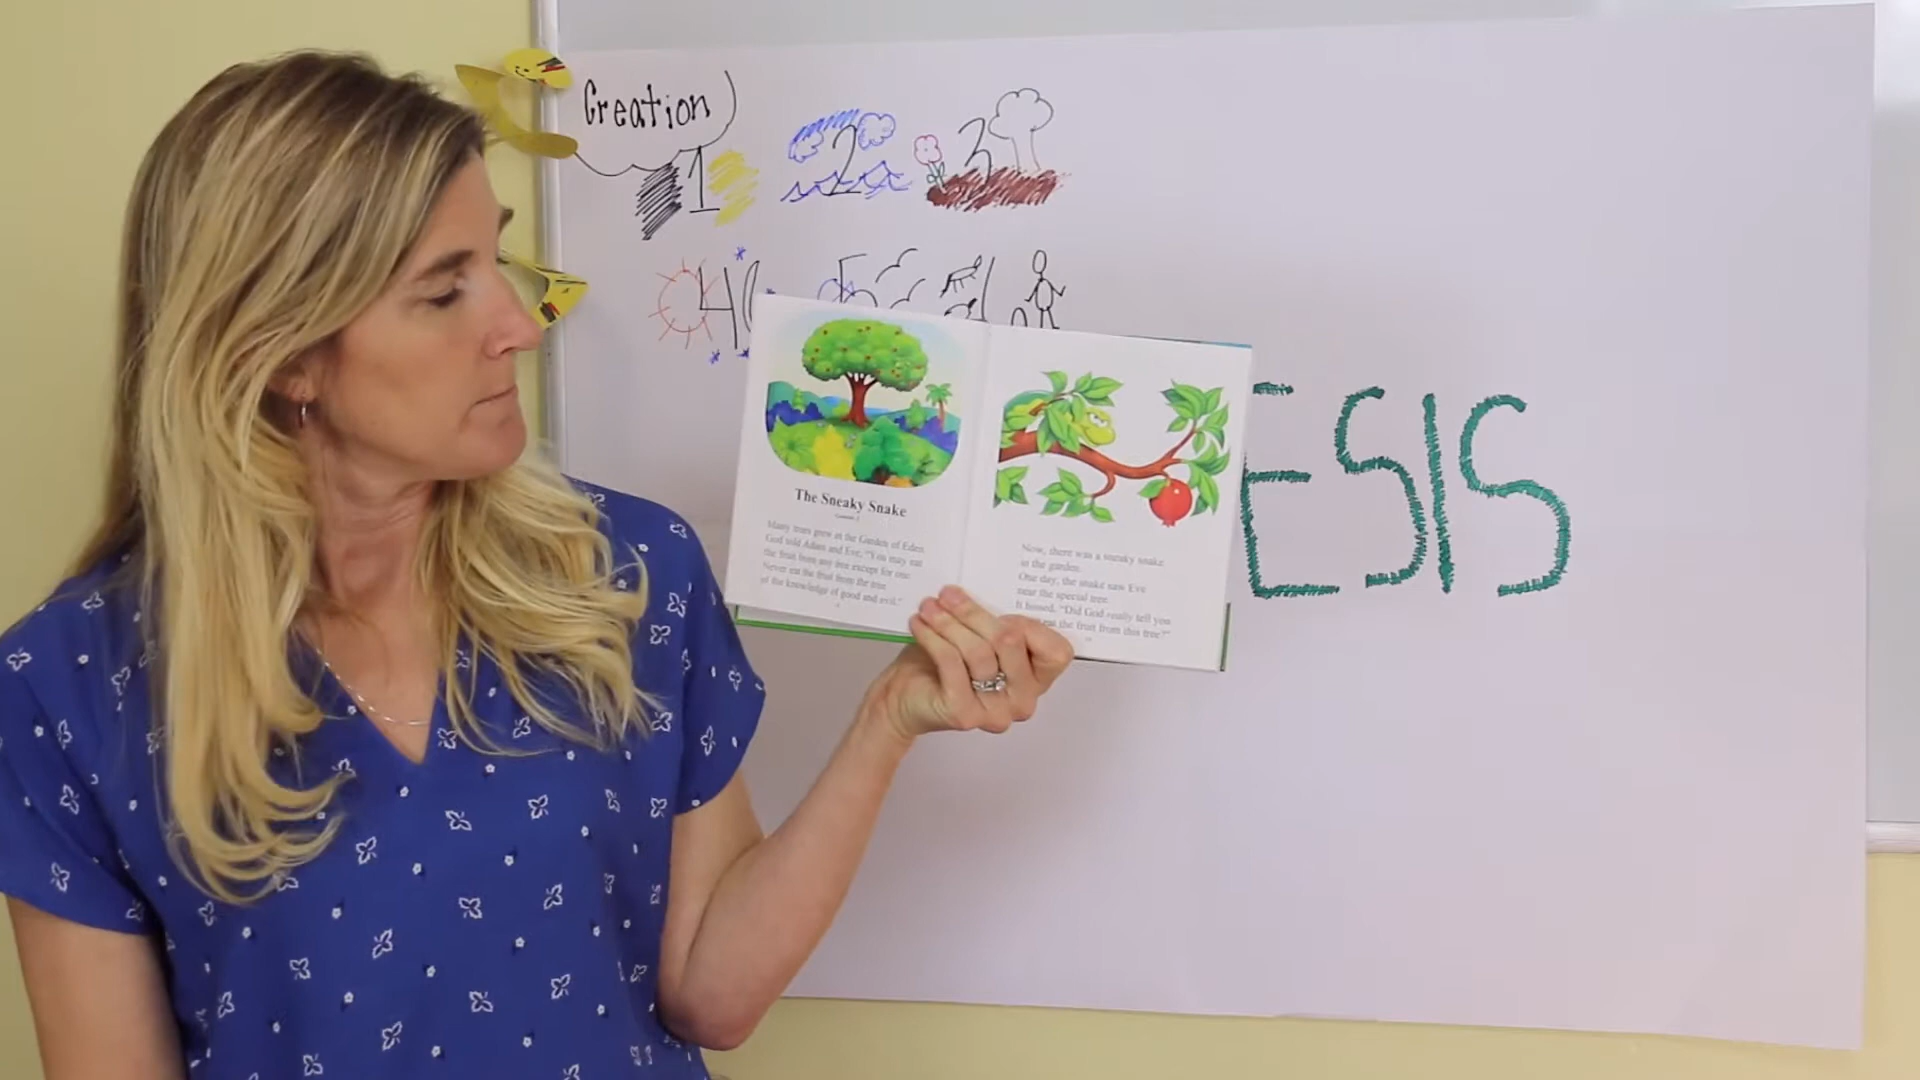 Creation
1 2 3
4 5
ESIS
The Sneaky Snake
Many trees grew in the Garden of Eden.
God told Adam and Eve, "You may eat
the fruit from any tree except for one.
Never eat the fruit from the tree
of the knowledge of good and evil."
Now, there was a sneaky snake
in the garden.
One day, the snake saw Eve
near the special tree.
It hissed, "Did God really tell you
eat the fruit from this tree?"